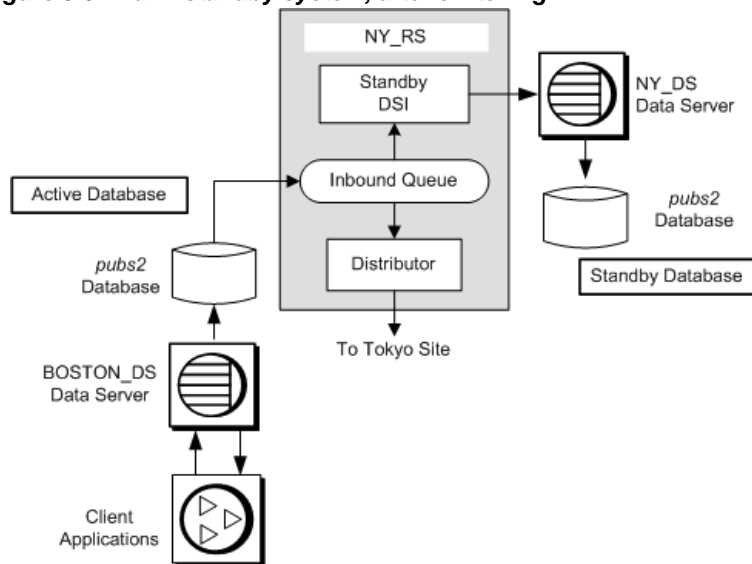 NY_RS
Standby
DSI
NY_DS
Data Server
Inbound Queue
Active Database
pubs2
Database
pubs2
Database
Distributor
Standby Database
To Tokyo Site
BOSTON_DS
Data Server
Client
Applications